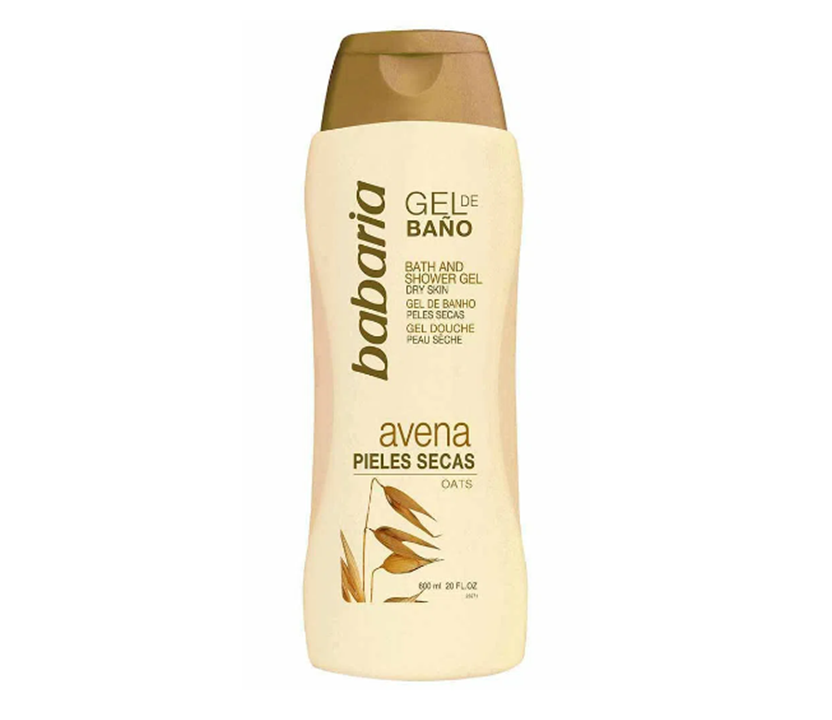 babaria
GEL DE
BAÑO
BATH AND
SHOWER GEL
DRY SKIN
GEL DE BANHO
PELES SECAS
GEL DOUCHE
PEAU SÈCHE
avena
PIELES SECAS
OATS
600 ml 20 FL.OZ